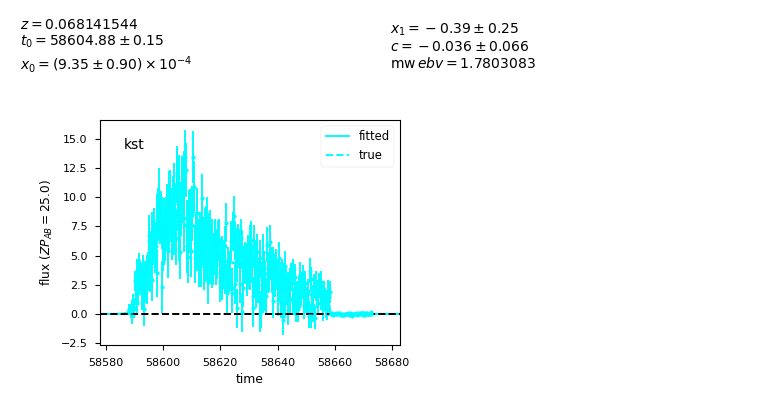 z = 0.068141544
t₀ = 58604.88 ± 0.15
x₀ = (9.35 ± 0.90) × 10⁻⁴
x₁ = −0.39 ± 0.25
c = −0.036 ± 0.066
mw ebv = 1.7803083
kst
fitted
true
flux (ZP_AB = 25.0)
15.0
12.5
10.0
7.5
5.0
2.5
0.0
−2.5
58580 58600 58620 58640 58660 58680
time